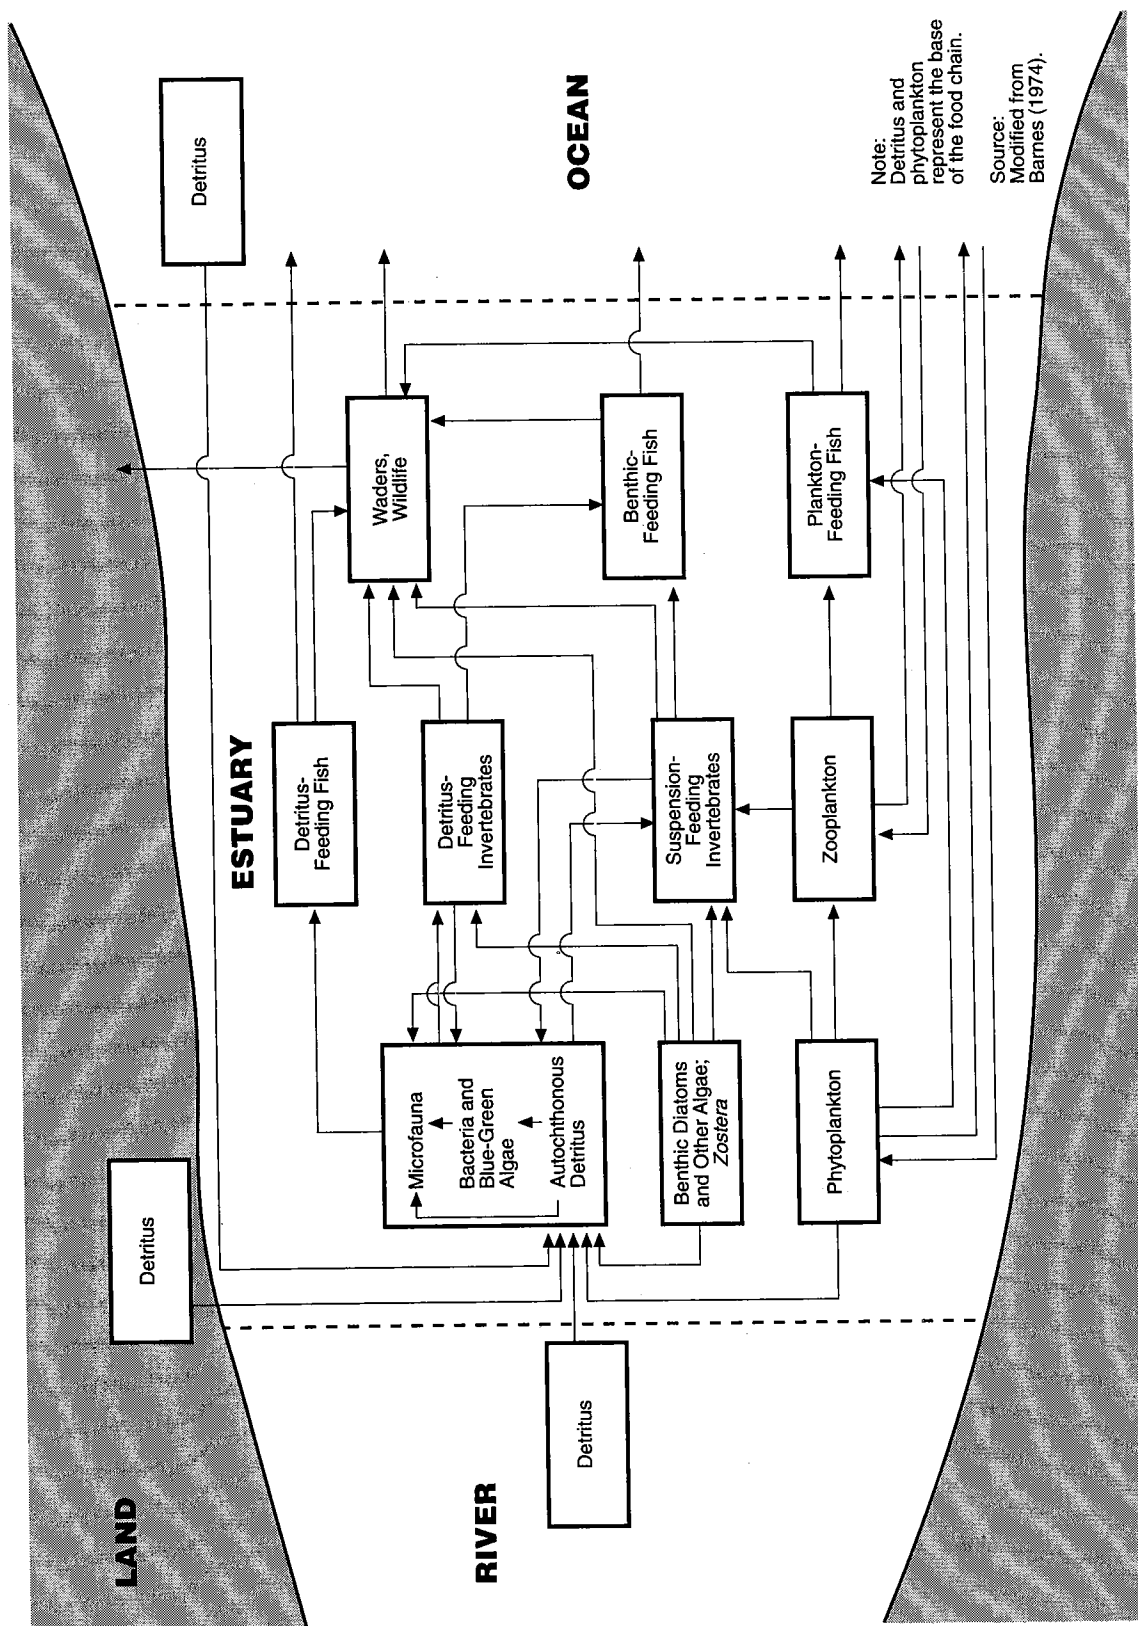 LAND
ESTUARY
RIVER
OCEAN
Detritus
Detritus
Detritus
Detritus-
Feeding Fish
Waders,
Wildlife
Microfauna
Bacteria and
Blue-Green
Algae
Autochthonous
Detritus
Detritus-
Feeding
Invertebrates
Benthic-
Feeding Fish
Benthic Diatoms
and Other Algae;
Zostera
Suspension-
Feeding
Invertebrates
Plankton-
Feeding Fish
Phytoplankton
Zooplankton
Note:
Detritus and
phytoplankton
represent the base
of the food chain.
Source:
Modified from
Barnes (1974).